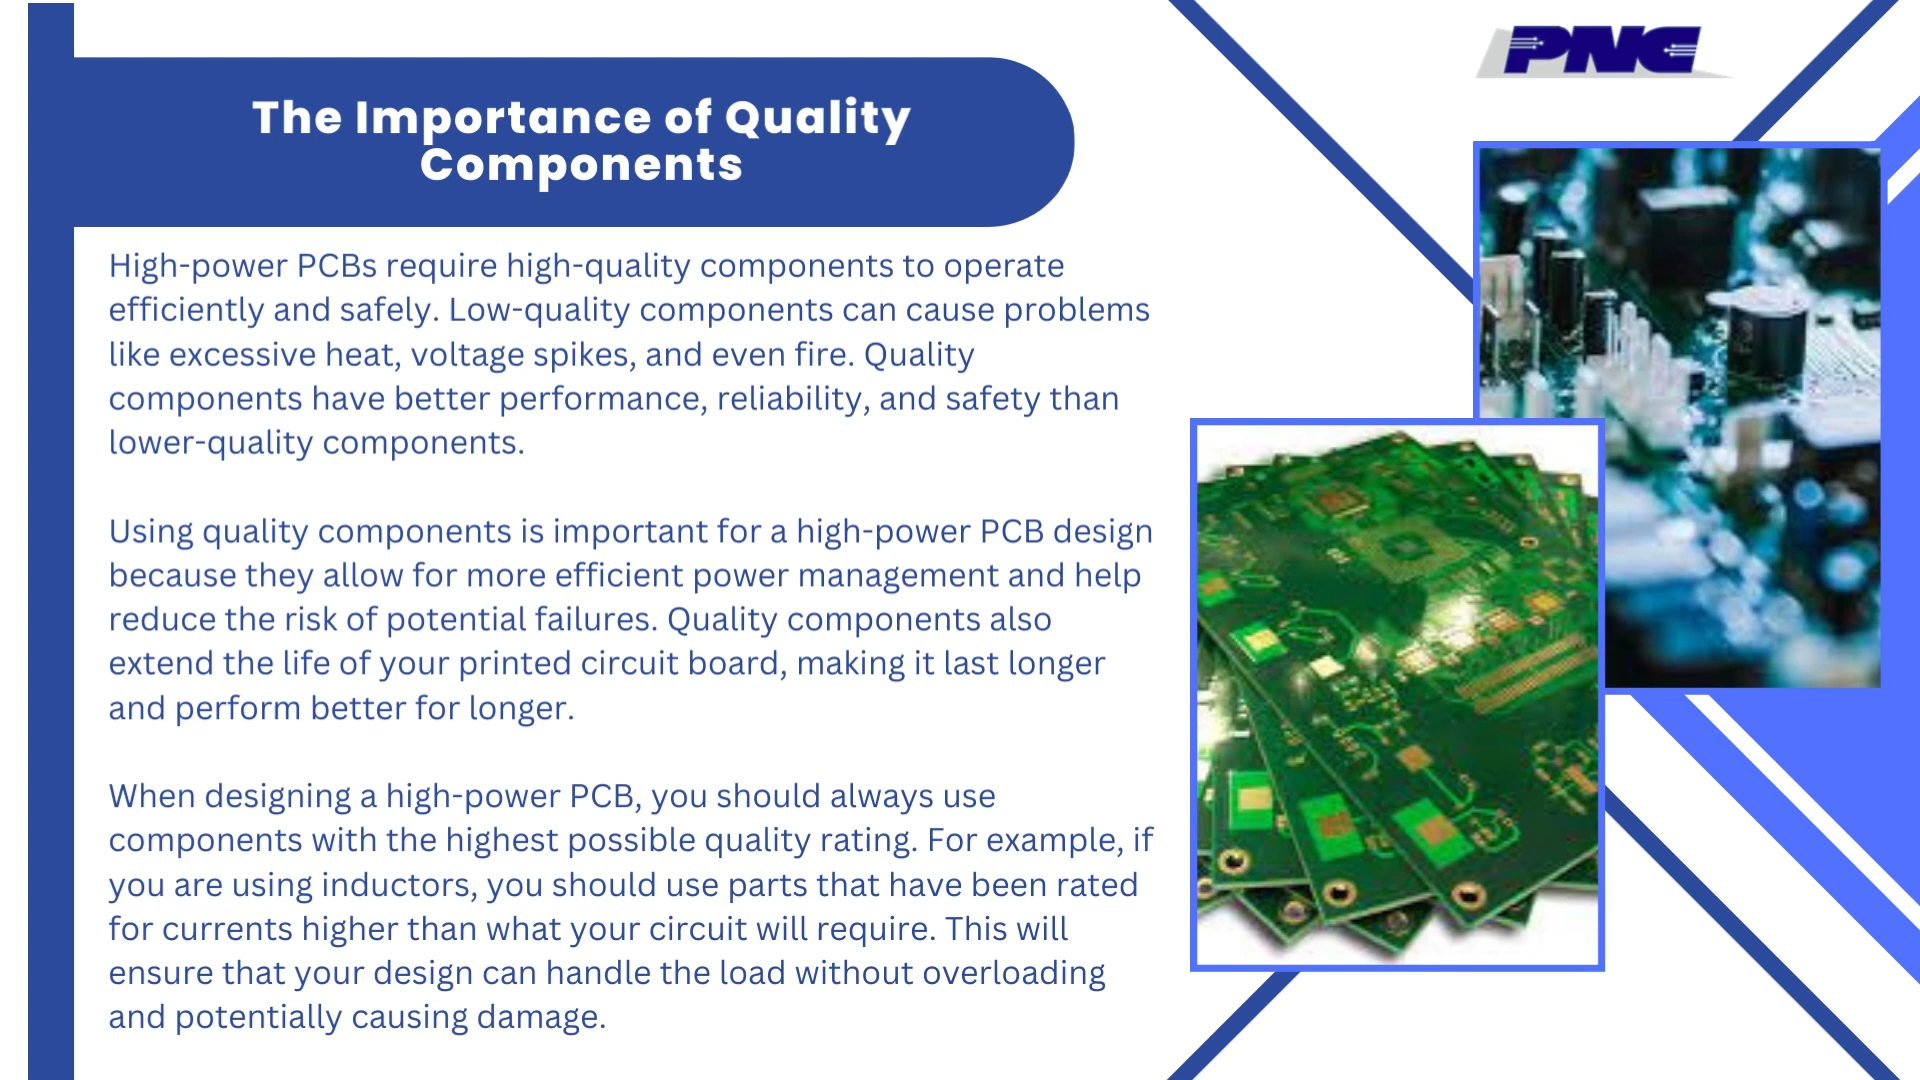 PNC
The Importance of Quality
Components
High-power PCBs require high-quality components to operate
efficiently and safely. Low-quality components can cause problems
like excessive heat, voltage spikes, and even fire. Quality
components have better performance, reliability, and safety than
lower-quality components.
Using quality components is important for a high-power PCB design
because they allow for more efficient power management and help
reduce the risk of potential failures. Quality components also
extend the life of your printed circuit board, making it last longer
and perform better for longer.
When designing a high-power PCB, you should always use
components with the highest possible quality rating. For example, if
you are using inductors, you should use parts that have been rated
for currents higher than what your circuit will require. This will
ensure that your design can handle the load without overloading
and potentially causing damage.